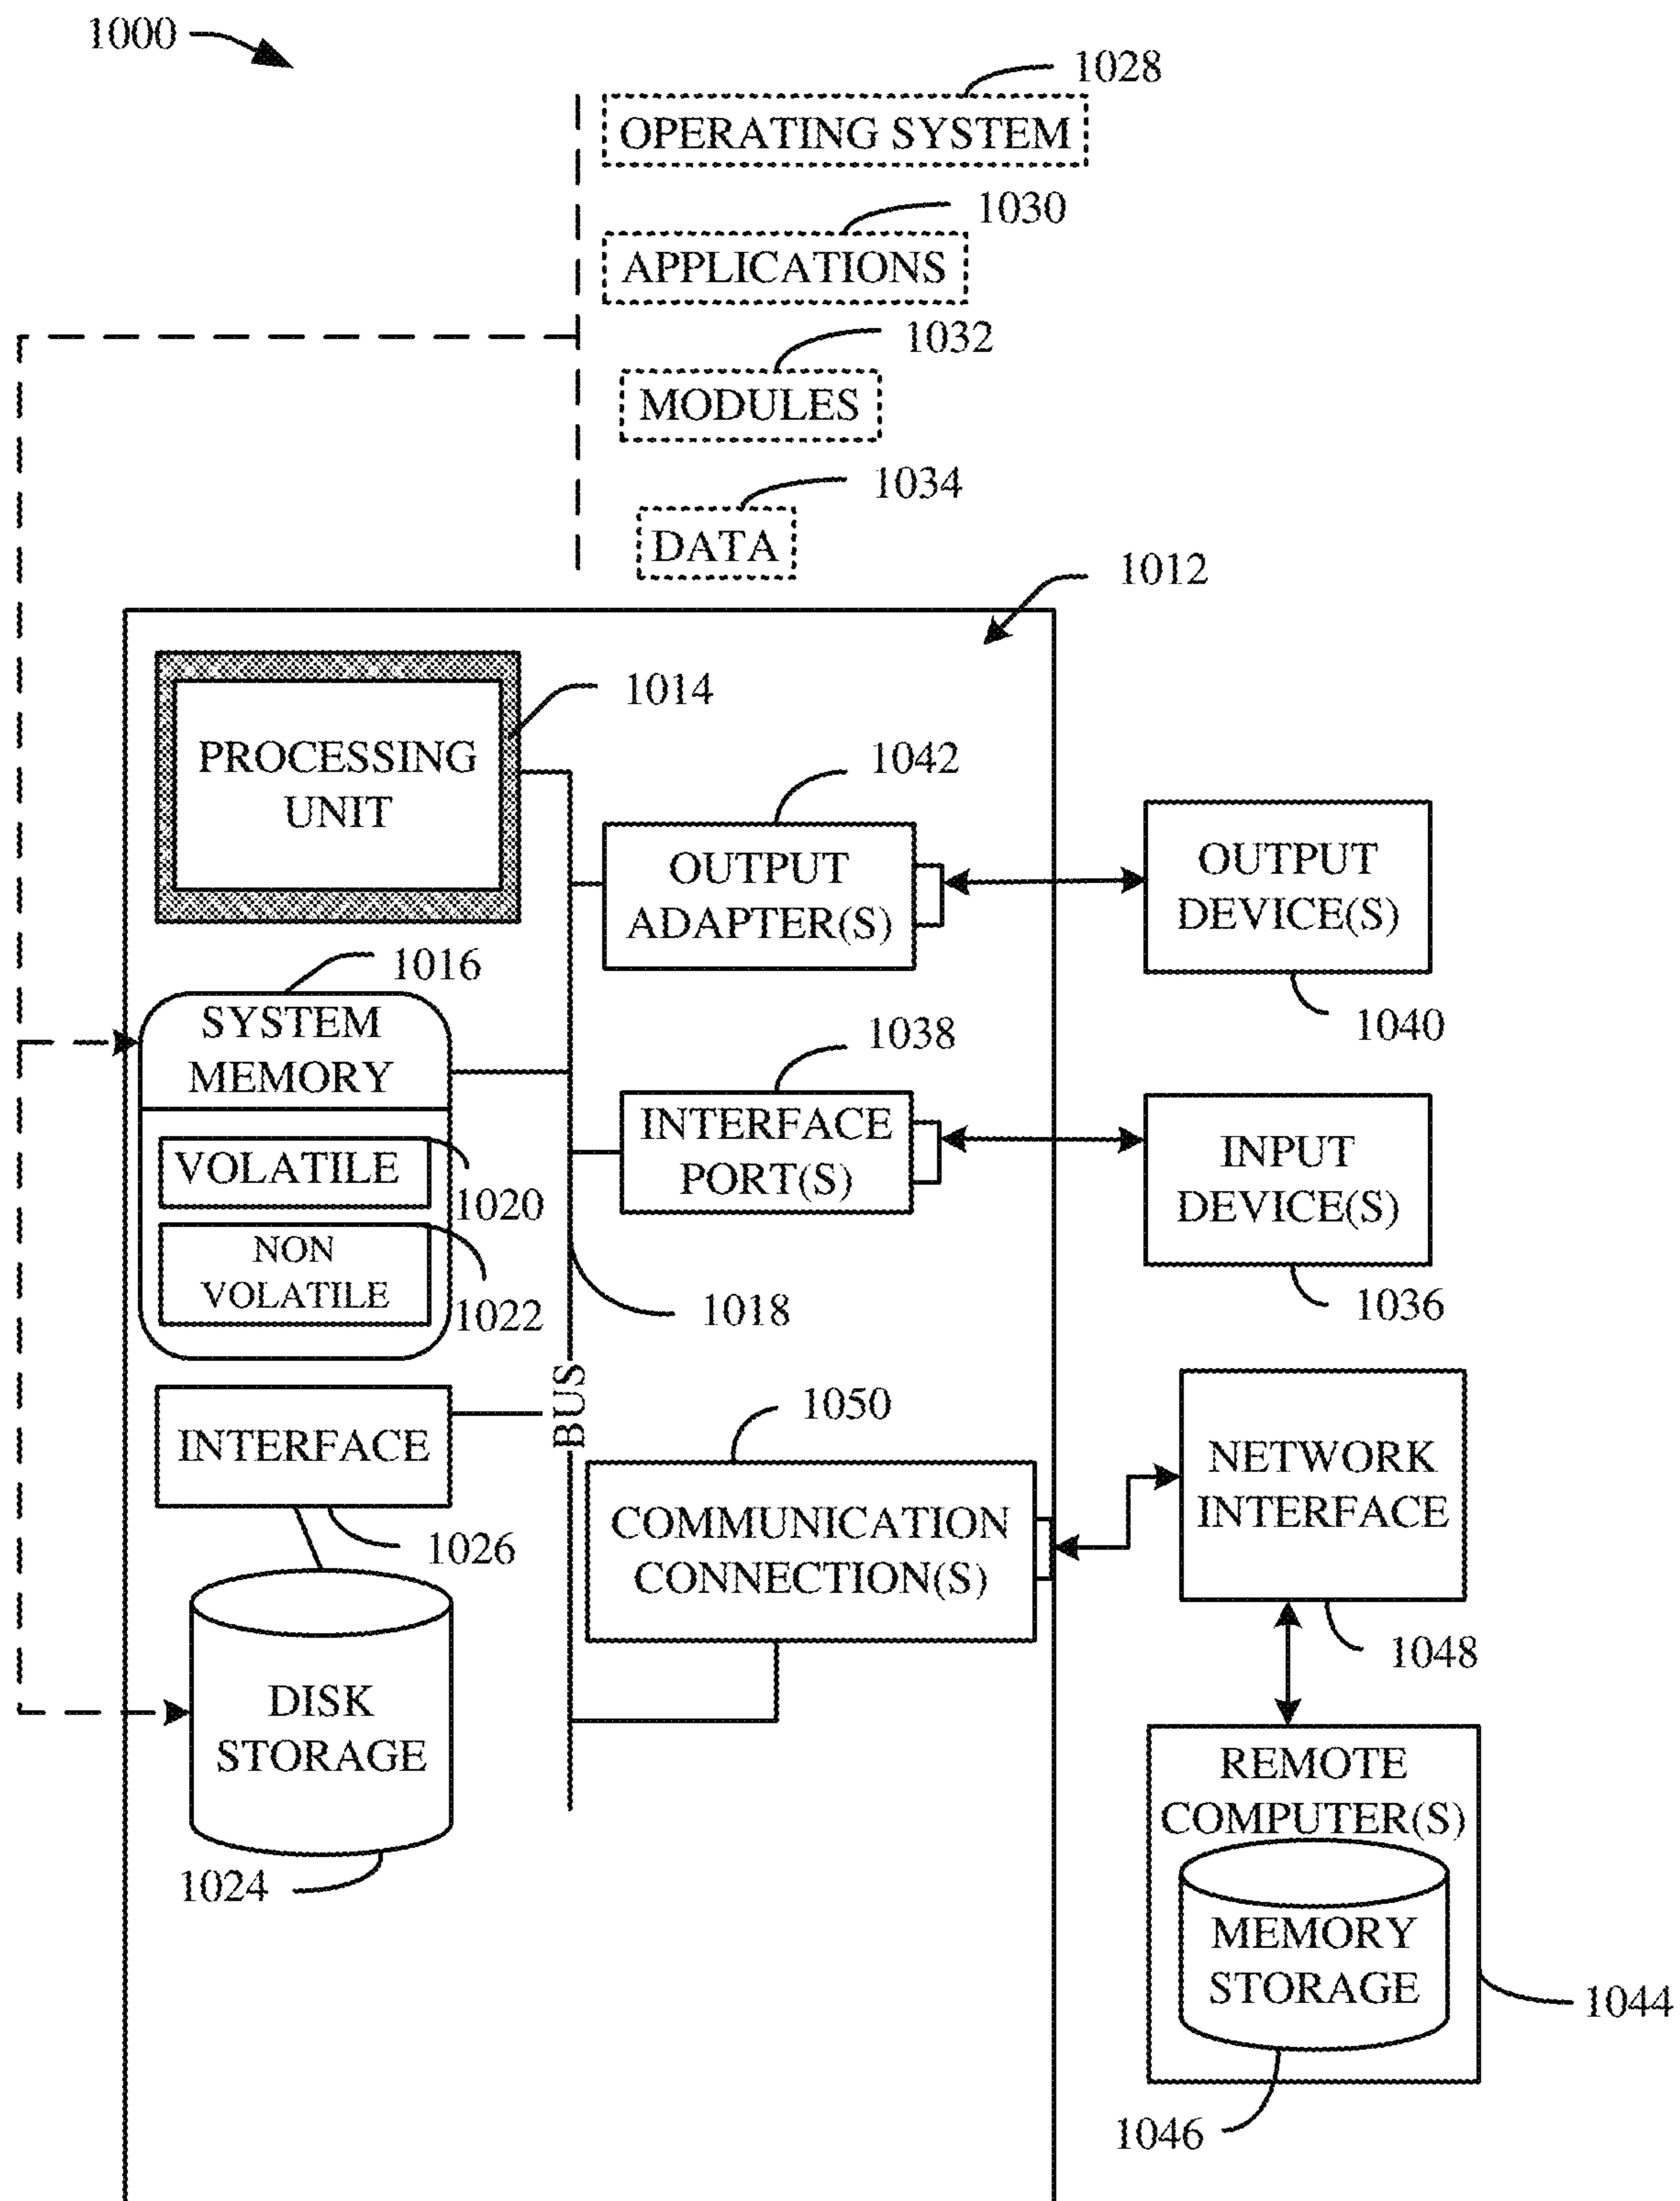 1000
1028
OPERATING SYSTEM
1030
APPLICATIONS
1032
MODULES
1034
DATA
1012
1014
PROCESSING
UNIT
1042
OUTPUT
ADAPTER(S)
OUTPUT
DEVICE(S)
1040
1016
SYSTEM
MEMORY
VOLATILE
1020
NON
VOLATILE
1022
1038
INTERFACE
PORT(S)
INPUT
DEVICE(S)
1036
1018
BUS
INTERFACE
1026
1050
COMMUNICATION
CONNECTION(S)
NETWORK
INTERFACE
1048
DISK
STORAGE
1024
REMOTE
COMPUTER(S)
MEMORY
STORAGE
1044
1046